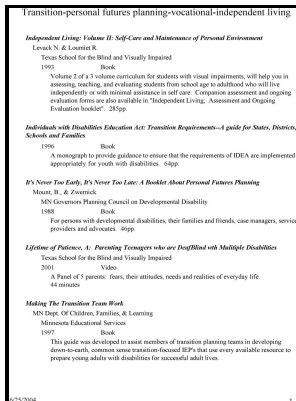 Transition-personal futures planning-vocational-independent living
Independent Living: Volume II: Self-Care and Maintenance of Personal Environment
Levack N. & Loumiet R.
Texas School for the Blind and Visually Impaired
1993 Book
Volume 2 of a 3 volume curriculum for students with visual impairments, will help you in
assessing, teaching, and evaluating students from school age to adulthood who will live
independently or with minimal assistance in self care. Companion assessment and ongoing
evaluation forms are also available in "Independent Living; Assessment and Ongoing
Evaluation booklet". 285pp.
Individuals with Disabilities Education Act: Transition Requirements--A guide for States, Districts,
Schools and Families
1996 Book
A monograph to provide guidance to ensure that the requirements of IDEA are implemented
appropriately for youth with disabilities. 64pp.
It's Never Too Early, It's Never Too Late: A Booklet About Personal Futures Planning
Mount, B., & Zwernick
MN Governors Planning Council on Developmental Disability
1988 Book
For persons with developmental disabilities, their families and friends, case managers, service
providers and advocates. 46pp.
Lifetime of Patience, A: Parenting Teenagers who are DeafBlind wth Mulitiple Disabilities
Texas School for the Blind and Visually Impaired
2001 Video
A Panel of 5 parents: fears, their attitudes, needs and realities of everyday life.
44 minutes
Making The Transition Team Work
MN Dept. Of Children, Families, & Learning
Minnesota Educational Services
1997 Book
This guide was developed to assist members of transition planning teams in developing
down-to-earth, common sense transition-focused IEP's that use every available resource to
prepare young adults with disabilities for successful adult lives.
6/25/2004